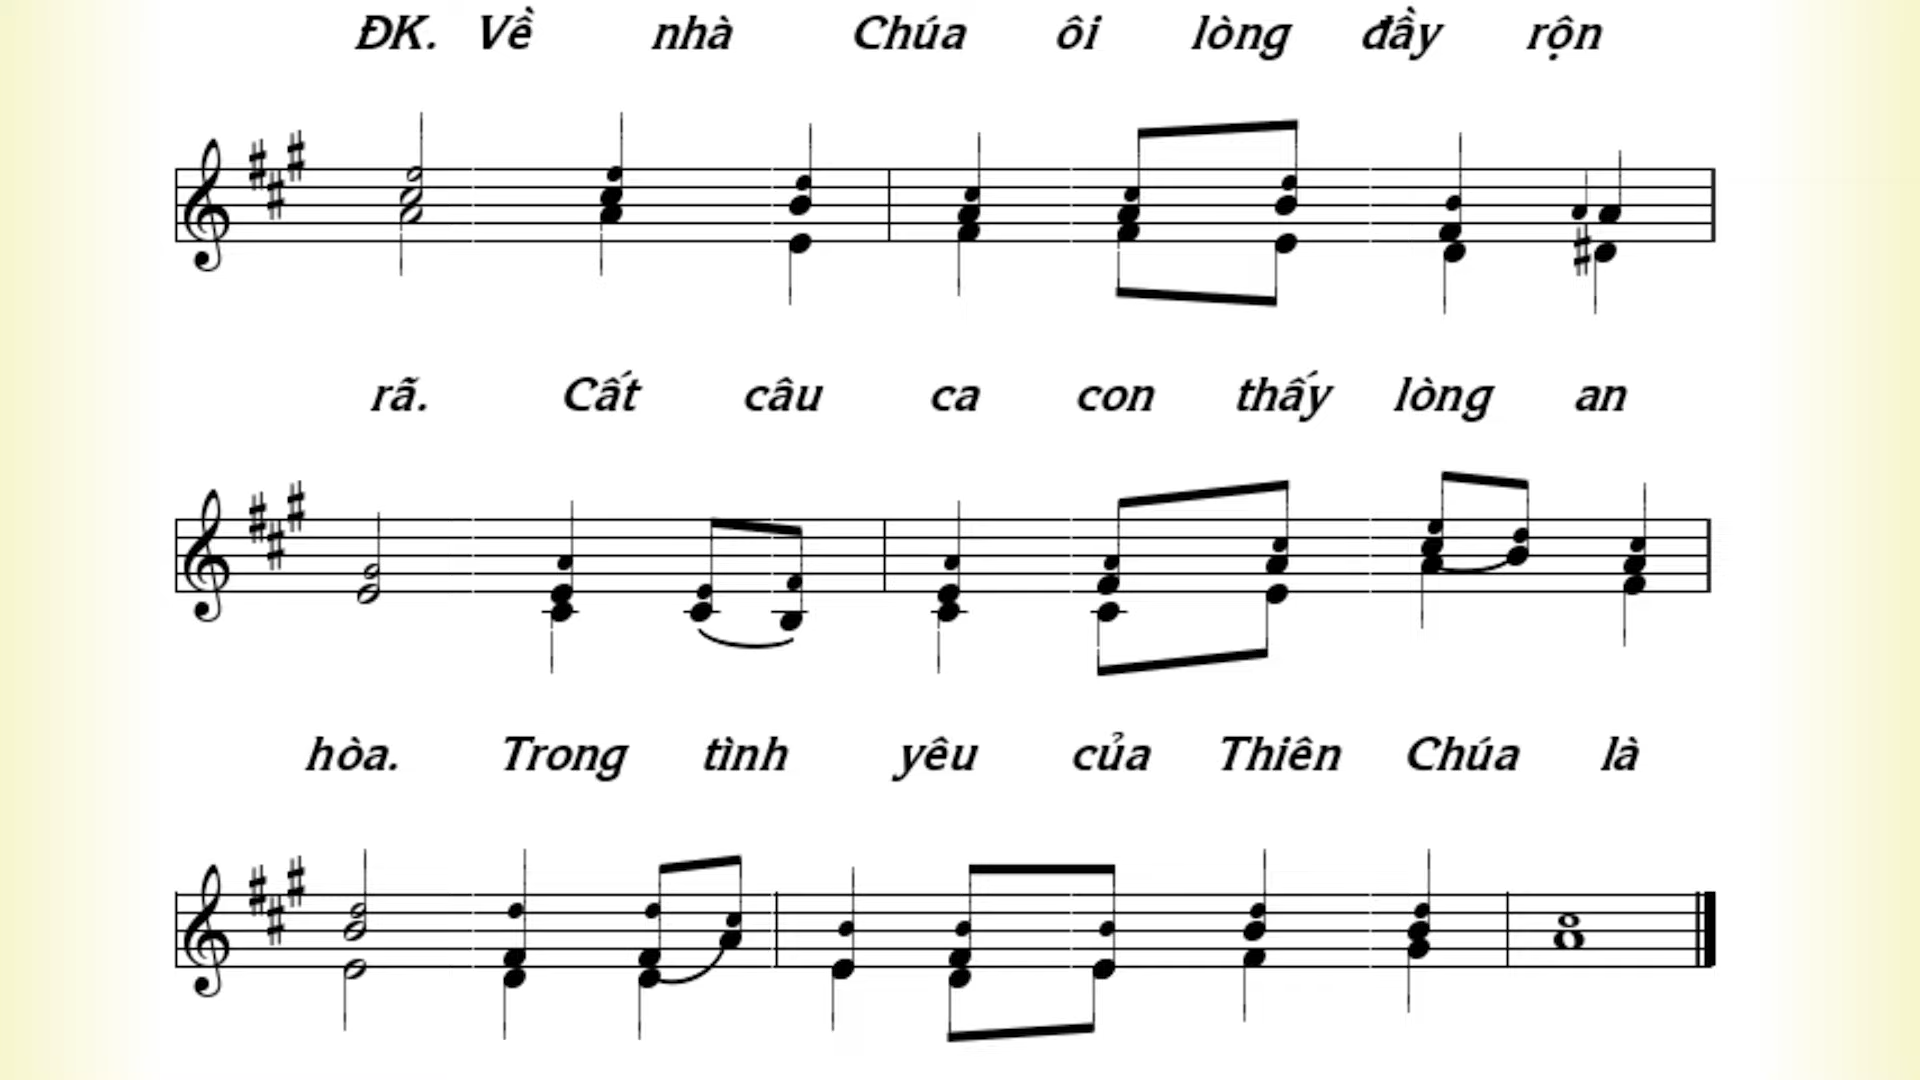 ĐK. Về nhà Chúa ôi lòng đầy rộn
rã. Cất câu ca con thấy lòng an
hòa. Trong tình yêu của Thiên Chúa là